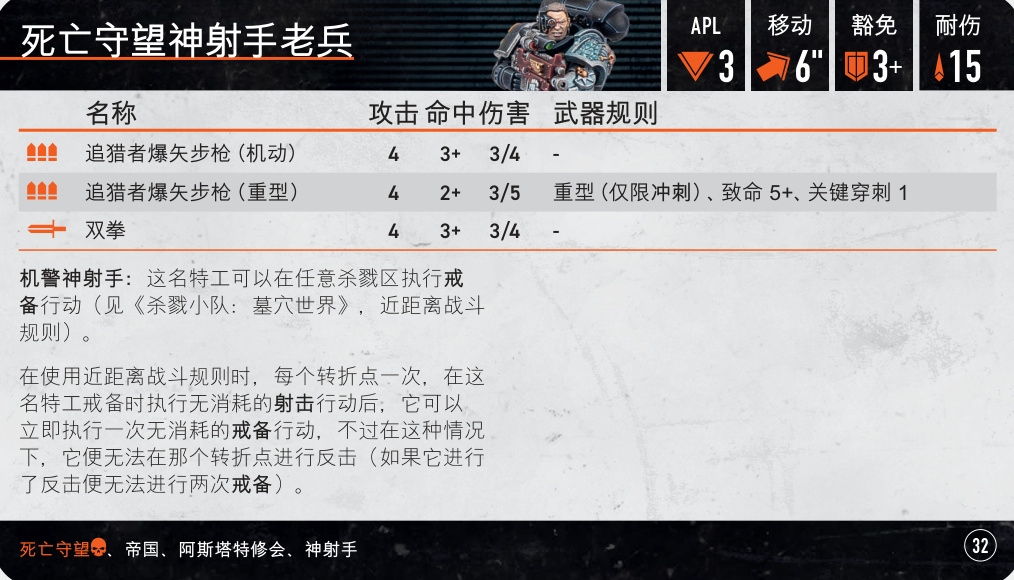 死亡守望神射手老兵
APL 移动 豁免 耐伤
3 6" 3+ 15
名称 攻击 命中 伤害 武器规则
追猎者爆矢步枪（机动） 4 3+ 3/4 -
追猎者爆矢步枪（重型） 4 2+ 3/5 重型（仅限冲刺）、致命 5+、关键穿刺 1
双拳 4 3+ 3/4 -
机警神射手：这名特工可以在任意杀戮区执行戒
备行动（见《杀戮小队：墓穴世界》，近距离战斗
规则）。
在使用近距离战斗规则时，每个转折点一次，在这
名特工戒备时执行无消耗的射击行动后，它可以
立即执行一次无消耗的戒备行动，不过在这种情况
下，它便无法在那个转折点进行反击（如果它进行
了反击便无法进行两次戒备）。
死亡守望、帝国、阿斯塔特修会、神射手
32